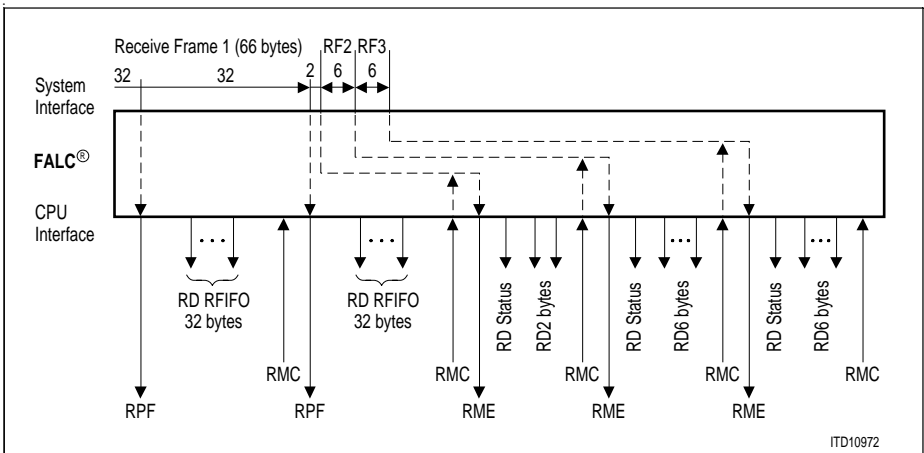 Receive Frame 1 (66 bytes) RF2 RF3
32 32 2 6 6
System
Interface
FALC®
CPU
Interface
... ... ... ...
RD RFIFO
32 bytes
RD RFIFO
32 bytes
RD Status
RD2 bytes
RD Status
RD6 bytes
RD Status
RD6 bytes
RMC RMC RMC RMC RMC
RPF RPF RME RME RME
ITD10972